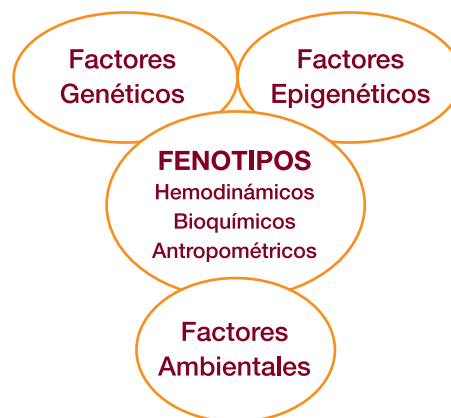 Factores
Genéticos
Factores
Epigenéticos
FENOTIPOS
Hemodinámicos
Bioquímicos
Antropométricos
Factores
Ambientales